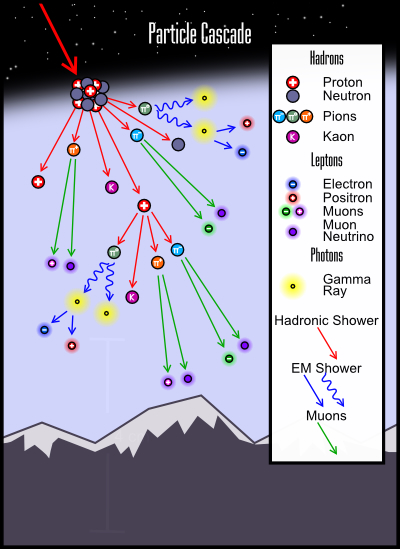 Particle Cascade
Hadrons
Proton
Neutron
Pions
Kaon
K
Leptons
Electron
Positron
Muons
Muon
Neutrino
Photons
Gamma
Ray
Hadronic Shower
EM Shower
Muons
π
π
K
K
π
π
π